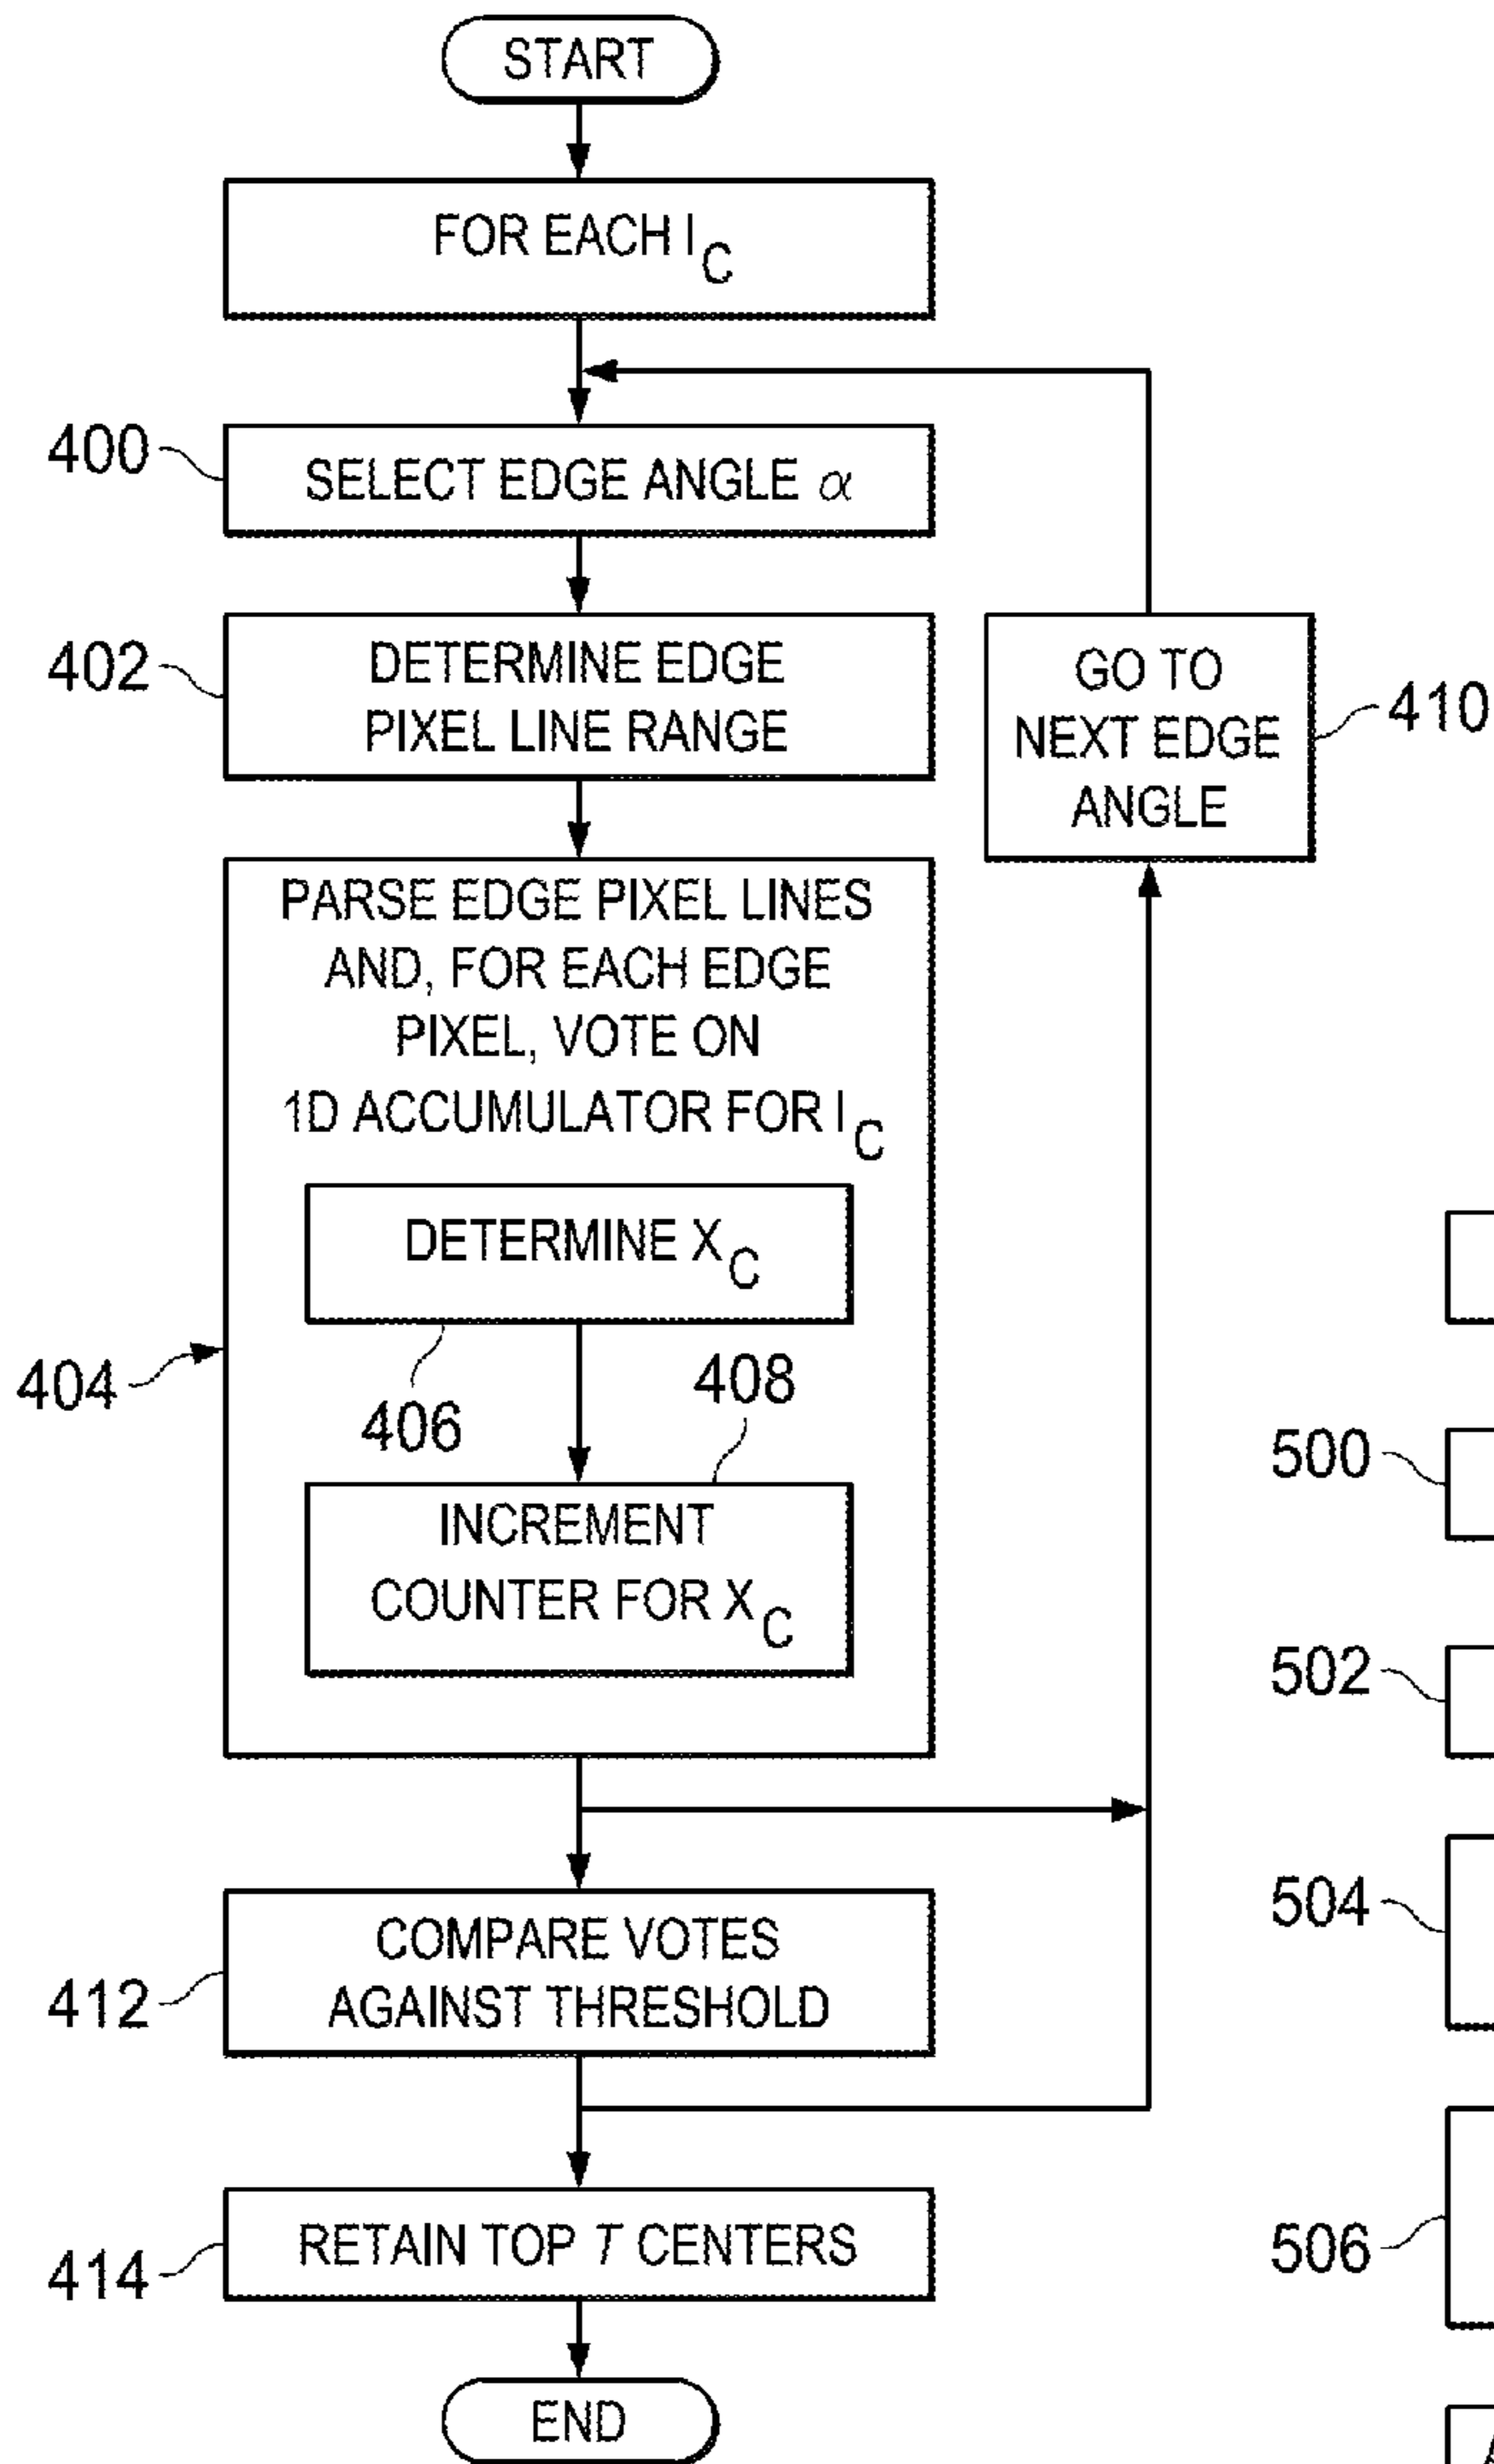 START
FOR EACH I_C
400
SELECT EDGE ANGLE α
402
DETERMINE EDGE
PIXEL LINE RANGE
GO TO
NEXT EDGE
ANGLE
410
PARSE EDGE PIXEL LINES
AND, FOR EACH EDGE
PIXEL, VOTE ON
1D ACCUMULATOR FOR I_C
DETERMINE X_C
404
406
408
INCREMENT
COUNTER FOR X_C
COMPARE VOTES
AGAINST THRESHOLD
412
RETAIN TOP T CENTERS
414
END
500
502
504
506